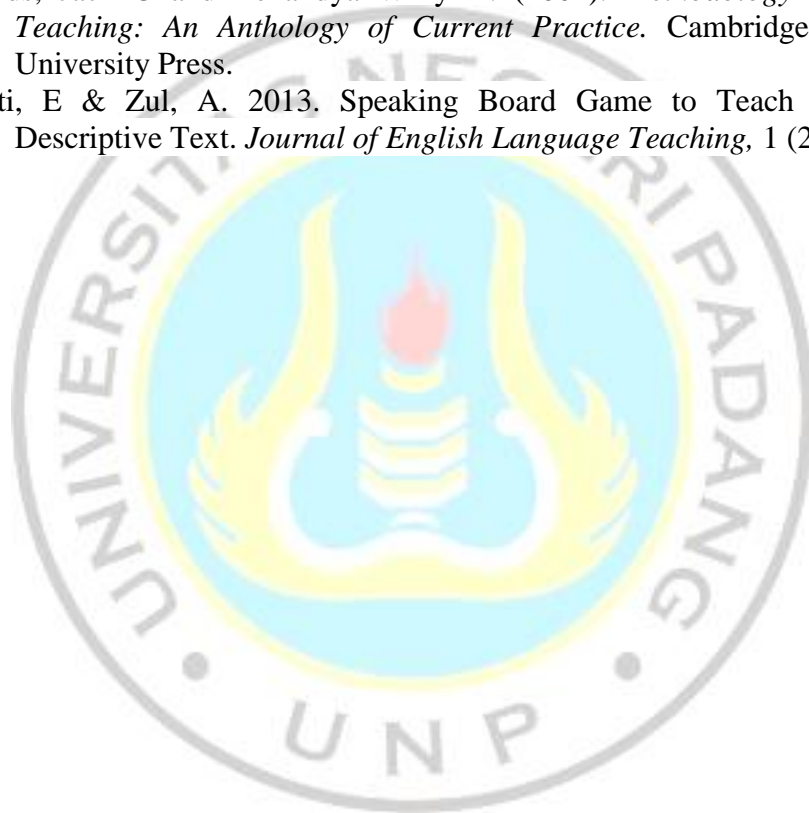 Teaching: An Anthology of Current Practice. Cambridge
University Press.
ti, E & Zul, A. 2013. Speaking Board Game to Teach
Descriptive Text. Journal of English Language Teaching, 1 (2
UNIVERSITAS NEGERI PADANG
UNP